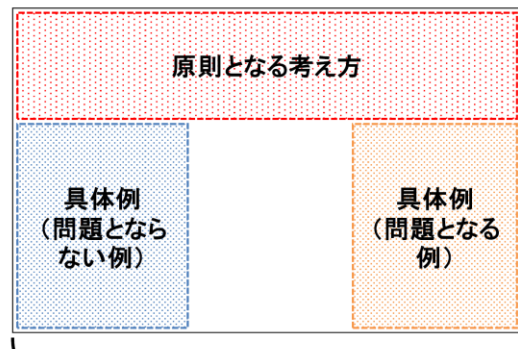 原則となる考え方
具体例
（問題となら
ない例）
具体例
（問題となる
例）